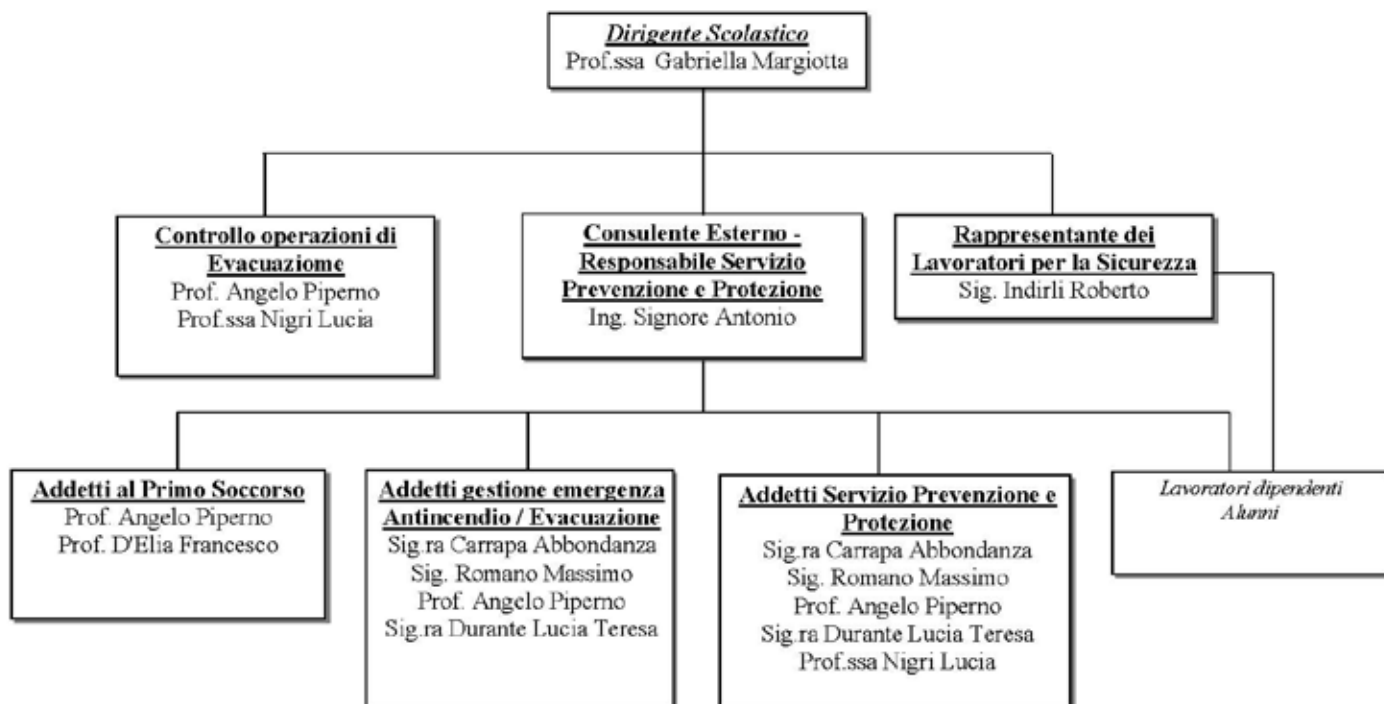 Dirigente Scolastico
Prof.ssa Gabriella Margiotta
Controllo operazioni di
Evacuaziome
Prof. Angelo Piperno
Prof.ssa Nigri Lucia
Consulente Esterno -
Responsabile Servizio
Prevenzione e Protezione
Ing. Signore Antonio
Rappresentante dei
Lavoratori per la Sicurezza
Sig. Indirli Roberto
Addetti al Primo Soccorso
Prof. Angelo Piperno
Prof. D'Elia Francesco
Addetti gestione emergenza
Antincendio / Evacuazione
Sig.ra Carrapa Abbondanza
Sig. Romano Massimo
Prof. Angelo Piperno
Sig.ra Durante Lucia Teresa
Addetti Servizio Prevenzione e
Protezione
Sig.ra Carrapa Abbondanza
Sig. Romano Massimo
Prof. Angelo Piperno
Sig.ra Durante Lucia Teresa
Prof.ssa Nigri Lucia
Lavoratori dipendenti
Alunni